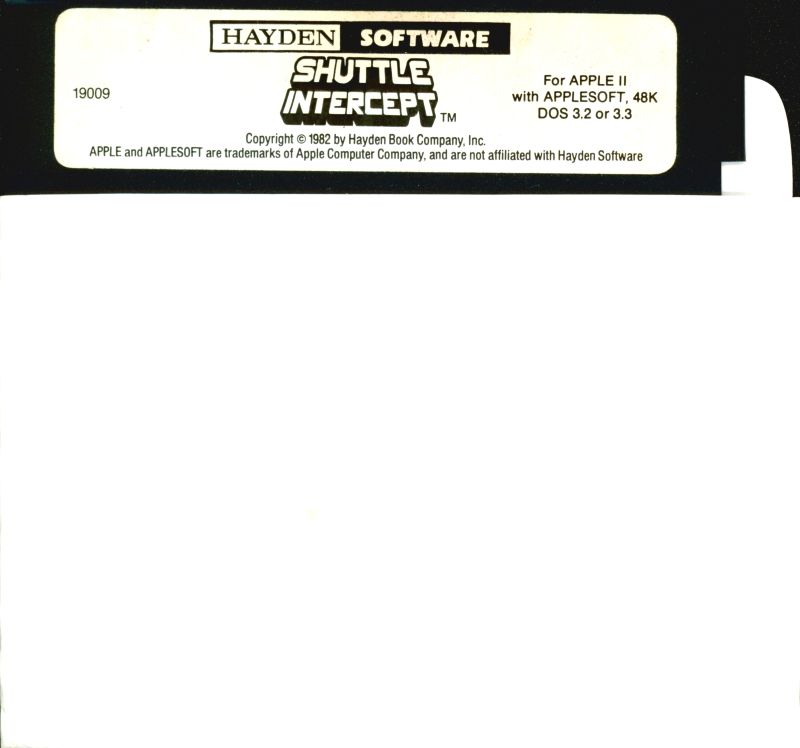 HAYDEN SOFTWARE
SHUTTLE
INTERCEPT™
19009
For APPLE II
with APPLESOFT, 48K
DOS 3.2 or 3.3
Copyright © 1982 by Hayden Book Company, Inc.
APPLE and APPLESOFT are trademarks of Apple Computer Company, and are not affiliated with Hayden Software